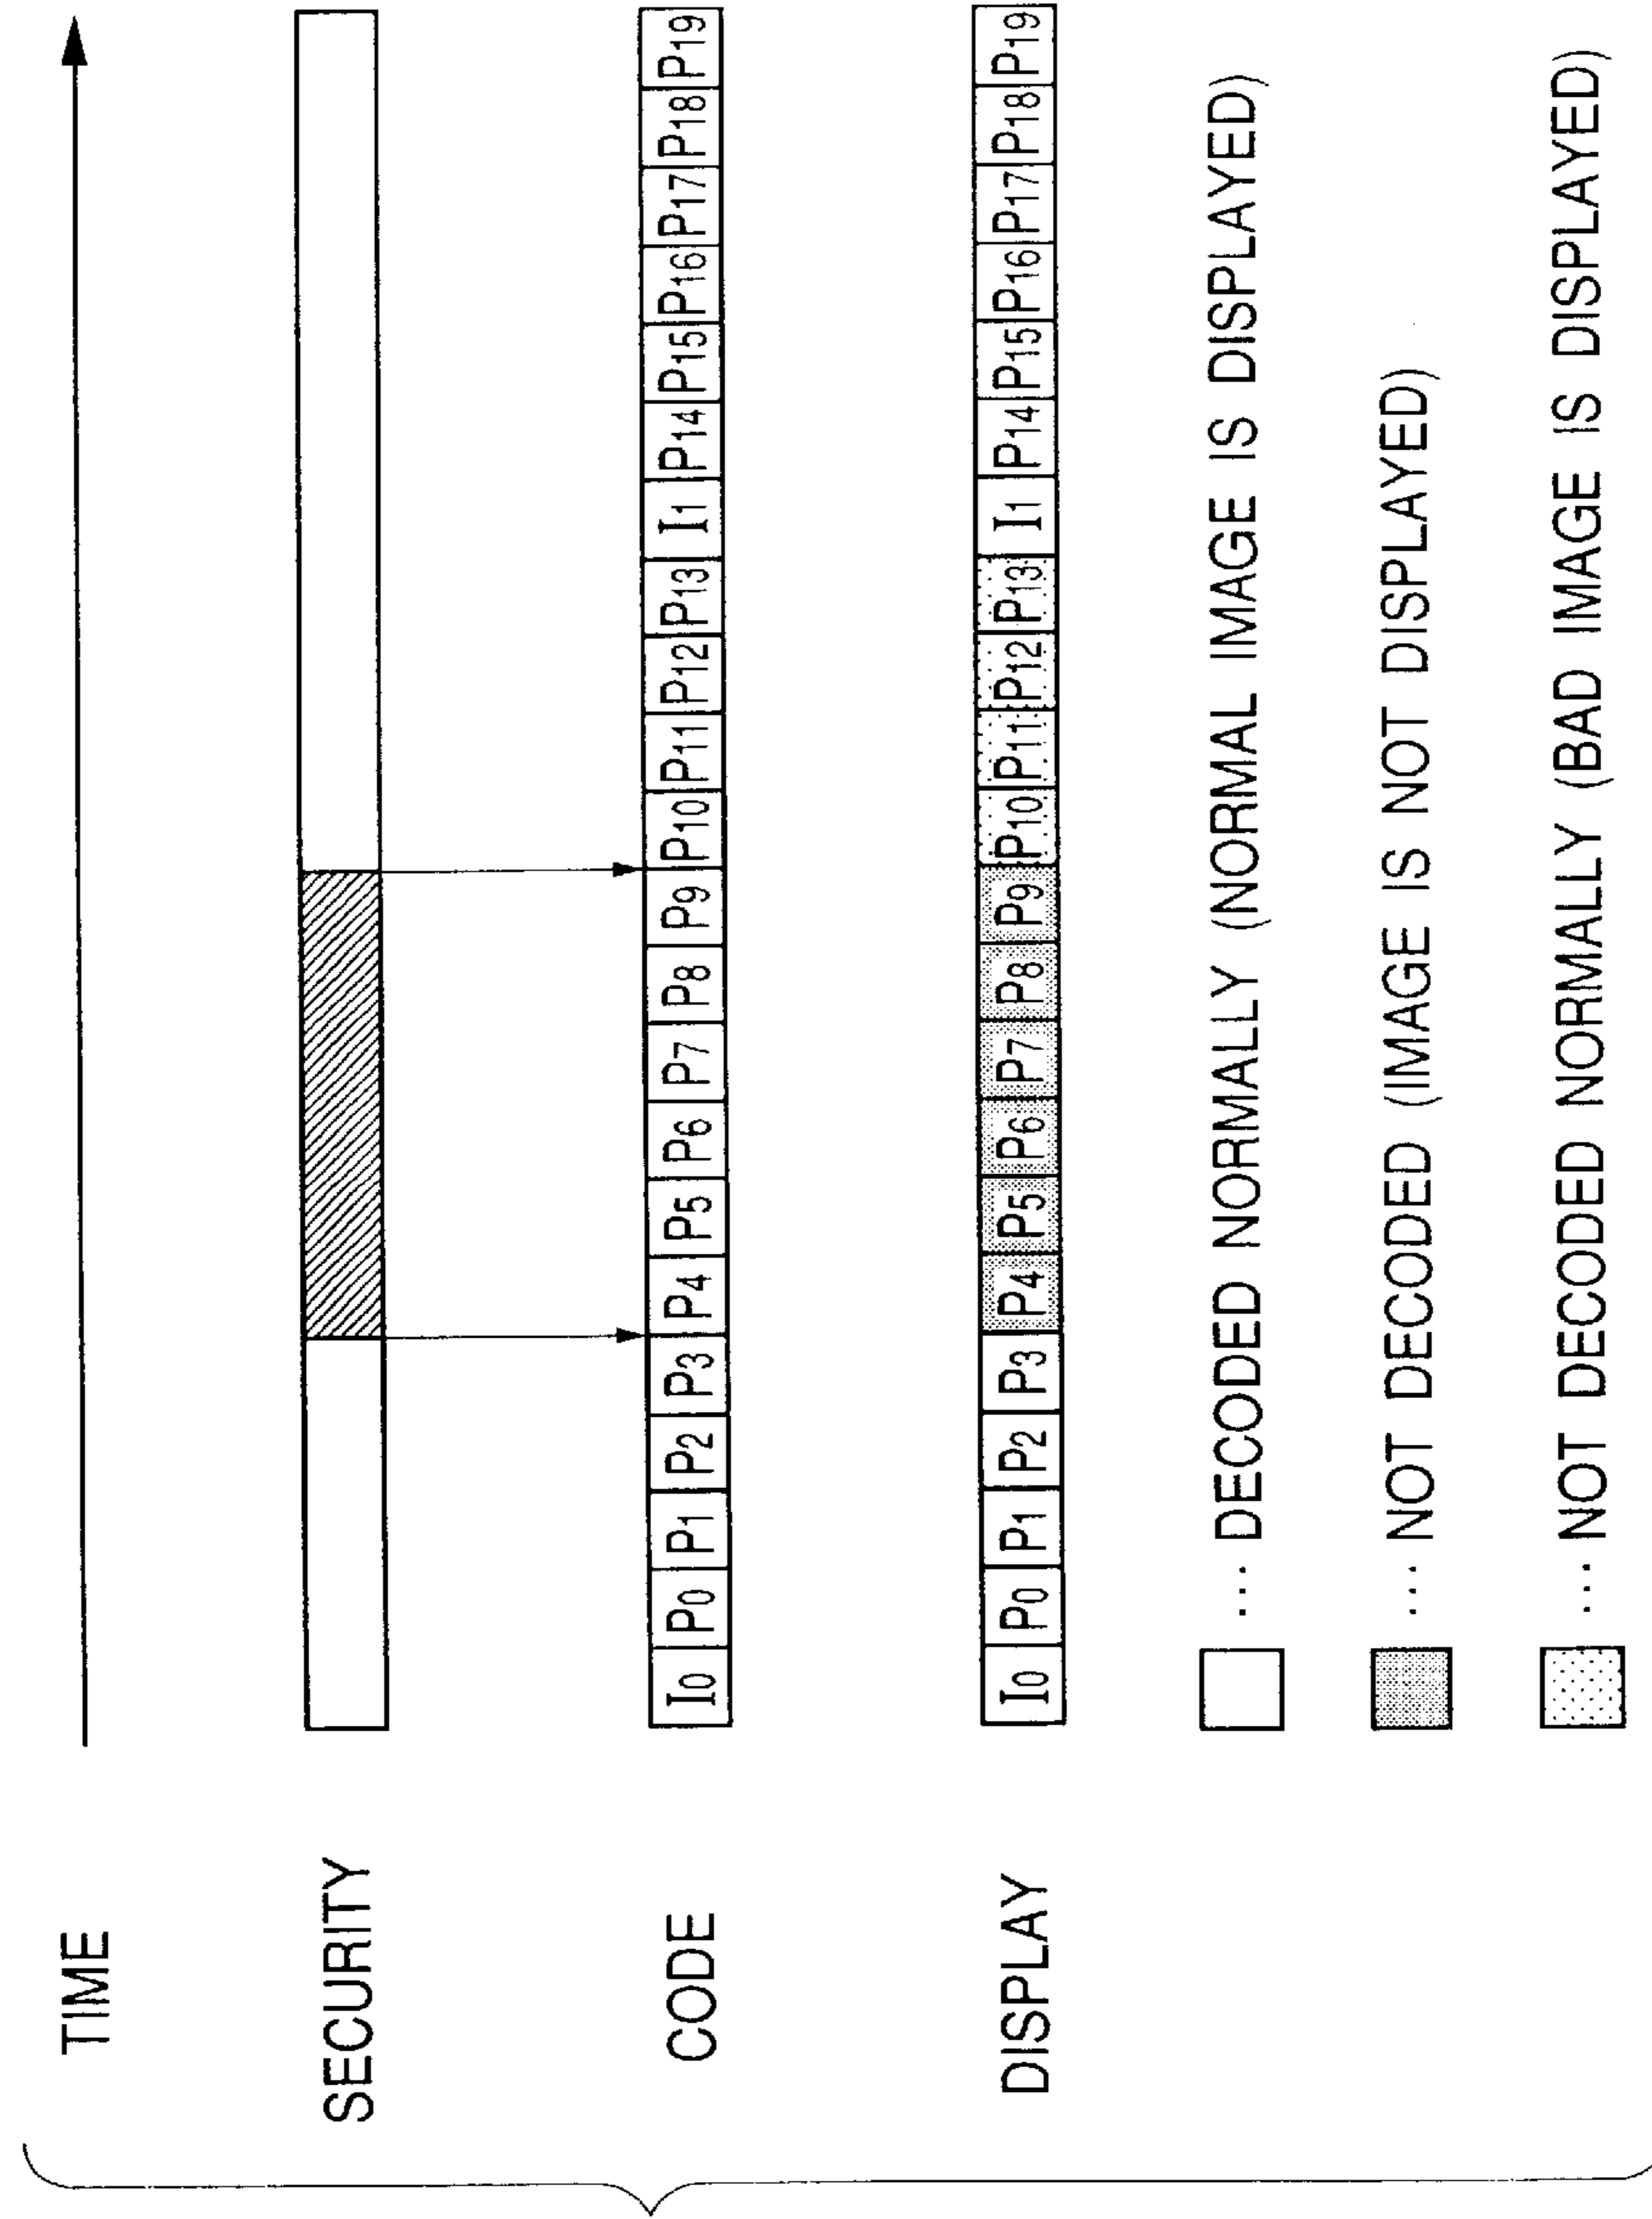 TIME
SECURITY
CODE
I0 P0 P1 P2 P3 P4 P5 P6 P7 P8 P9 P10 P11 P12 P13 I1 P14 P15 P16 P17 P18 P19
DISPLAY
I0 P0 P1 P2 P3 P4 P5 P6 P7 P8 P9 P10 P11 P12 P13 I1 P14 P15 P16 P17 P18 P19
... DECODED NORMALLY (NORMAL IMAGE IS DISPLAYED)
... NOT DECODED (IMAGE IS NOT DISPLAYED)
... NOT DECODED NORMALLY (BAD IMAGE IS DISPLAYED)